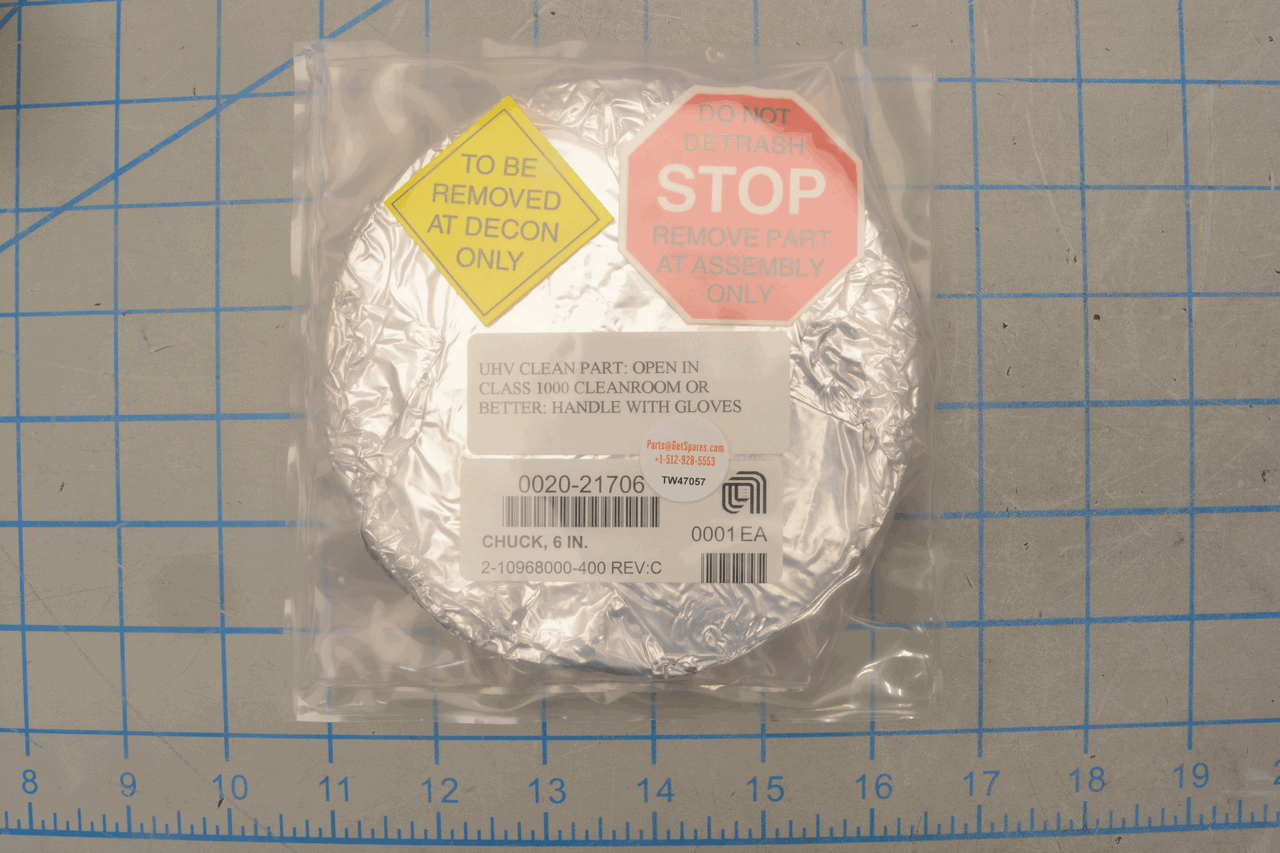 TO BE
REMOVED
AT DECON
ONLY
DO NOT
DETRASH
STOP
REMOVE PART
AT ASSEMBLY
ONLY
UHV CLEAN PART: OPEN IN
CLASS 1000 CLEANROOM OR
BETTER: HANDLE WITH GLOVES
Parts@GetSpares.com
+1-512-828-5553
TW47057
0020-21706
0001 EA
CHUCK, 6 IN.
2-10968000-400 REV:C
8 9 10 11 12 13 14 15 16 17 18 19